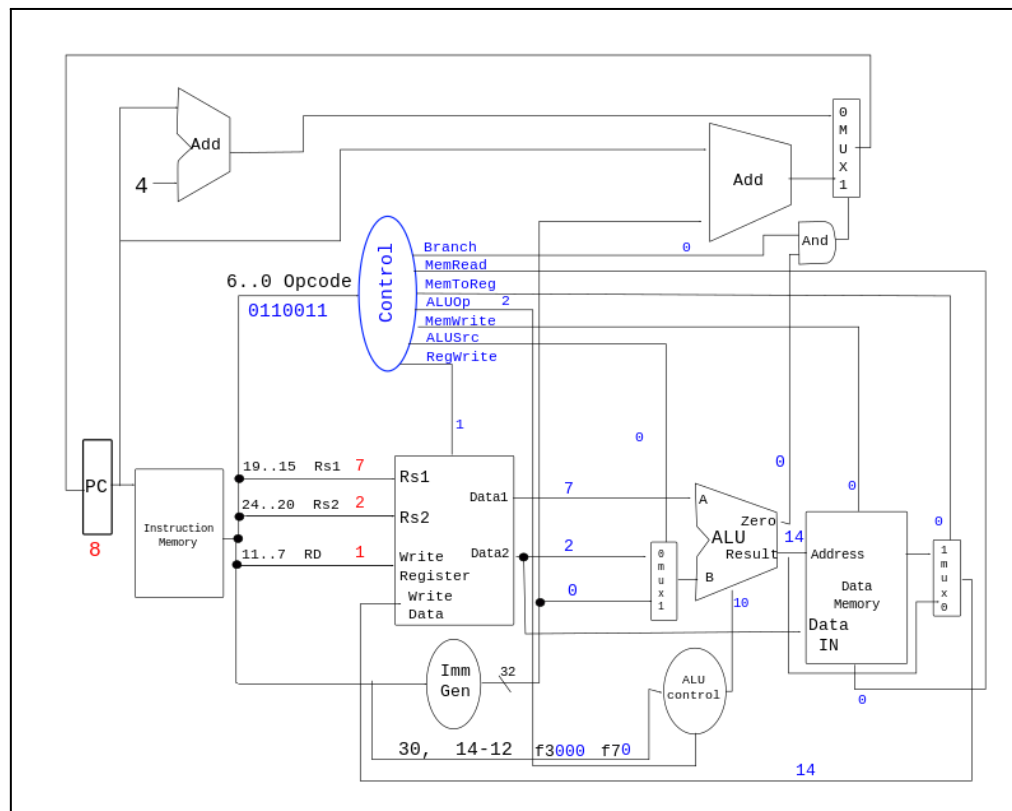 Add
4
0
M
U
X
1
Add
And
Control
Branch 0
MemRead
MemToReg
ALUOp 2
MemWrite
ALUSrc
RegWrite
6..0 Opcode
0110011
1
0
0
0
0
PC
8
Instruction
Memory
19..15 Rs1 7
24..20 Rs2 2
11..7 RD 1
Rs1
Rs2
Write
Register
Write
Data
Data1
Data2
7
2
0
0
m
u
x
1
A
B
ALU
Zero
Result
14
10
Address
Data
Memory
Data
IN
1
m
u
x
0
0
Imm
Gen
32
ALU
control
30, 14-12 f3000 f70
14